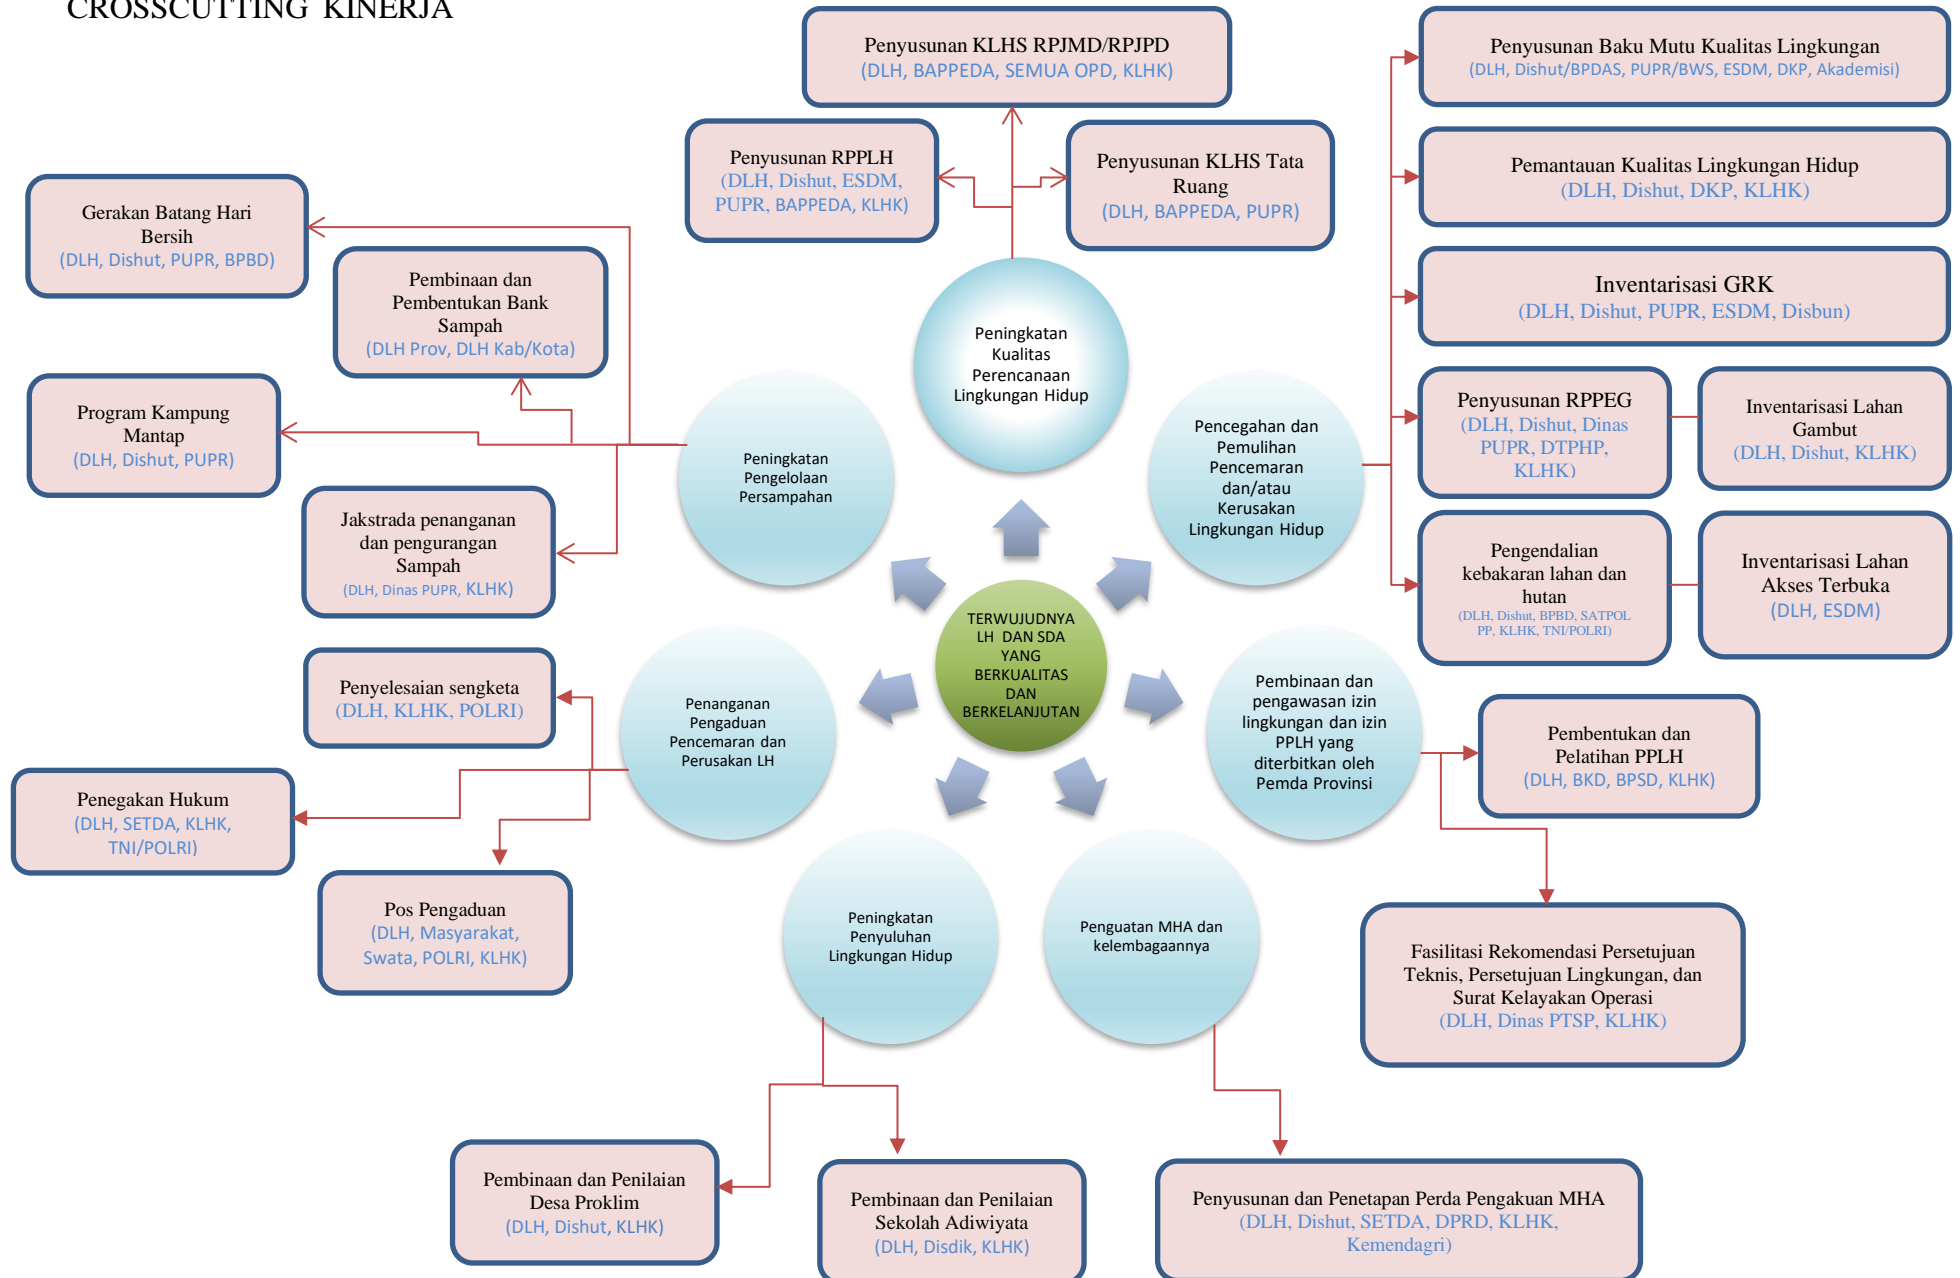 CROSSCUTTING KINERJA
Penyusunan KLHS RPJMD/RPJPD
(DLH, BAPPEDA, SEMUA OPD, KLHK)
Penyusunan RPPLH
(DLH, Dishut, ESDM,
PUPR, BAPPEDA, KLHK)
Penyusunan KLHS Tata
Ruang
(DLH, BAPPEDA, PUPR)
Penyusunan Baku Mutu Kualitas Lingkungan
(DLH, Dishut/BPDAS, PUPR/BWS, ESDM, DKP, Akademisi)
Pemantauan Kualitas Lingkungan Hidup
(DLH, Dishut, DKP, KLHK)
Inventarisasi GRK
(DLH, Dishut, PUPR, ESDM, Disbun)
Penyusunan RPPEG
(DLH, Dishut, Dinas
PUPR, DTPHP,
KLHK)
Inventarisasi Lahan
Gambut
(DLH, Dishut, KLHK)
Pengendalian
kebakaran lahan dan
hutan
(DLH, Dishut, BPBD, SATPOL
PP, KLHK, TNI/POLRI)
Inventarisasi Lahan
Akses Terbuka
(DLH, ESDM)
Gerakan Batang Hari
Bersih
(DLH, Dishut, PUPR, BPBD)
Pembinaan dan
Pembentukan Bank
Sampah
(DLH Prov, DLH Kab/Kota)
Program Kampung
Mantap
(DLH, Dishut, PUPR)
Jakstrada penanganan
dan pengurangan
Sampah
(DLH, Dinas PUPR, KLHK)
Peningkatan
Kualitas
Perencanaan
Lingkungan Hidup
Pencegahan dan
Pemulihan
Pencemaran
dan/atau
Kerusakan
Lingkungan Hidup
Peningkatan
Pengelolaan
Persampahan
TERWUJUDNYA
LH DAN SDA
YANG
BERKUALITAS
DAN
BERKELANJUTAN
Penanganan
Pengaduan
Pencemaran dan
Perusakan LH
Pembinaan dan
pengawasan izin
lingkungan dan izin
PPLH yang
diterbitkan oleh
Pemda Provinsi
Peningkatan
Penyuluhan
Lingkungan Hidup
Penguatan MHA dan
kelembagaannya
Penyelesaian sengketa
(DLH, KLHK, POLRI)
Penegakan Hukum
(DLH, SETDA, KLHK,
TNI/POLRI)
Pos Pengaduan
(DLH, Masyarakat,
Swata, POLRI, KLHK)
Pembentukan dan
Pelatihan PPLH
(DLH, BKD, BPSD, KLHK)
Fasilitasi Rekomendasi Persetujuan
Teknis, Persetujuan Lingkungan, dan
Surat Kelayakan Operasi
(DLH, Dinas PTSP, KLHK)
Pembinaan dan Penilaian
Desa Proklim
(DLH, Dishut, KLHK)
Pembinaan dan Penilaian
Sekolah Adiwiyata
(DLH, Disdik, KLHK)
Penyusunan dan Penetapan Perda Pengakuan MHA
(DLH, Dishut, SETDA, DPRD, KLHK,
Kemendagri)